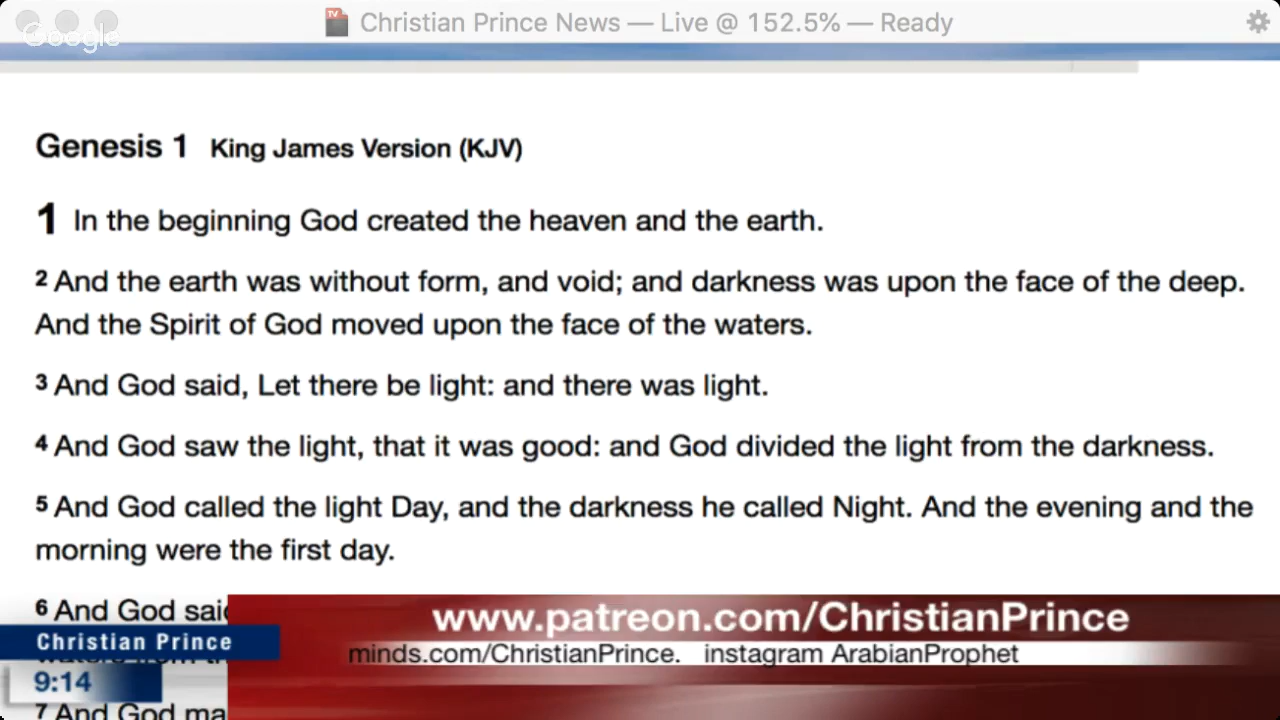 Christian Prince News — Live @ 152.5% — Ready
Google
TV
Genesis 1 King James Version (KJV)
1 In the beginning God created the heaven and the earth.
2 And the earth was without form, and void; and darkness was upon the face of the deep.
And the Spirit of God moved upon the face of the waters.
3 And God said, Let there be light: and there was light.
4 And God saw the light, that it was good: and God divided the light from the darkness.
5 And God called the light Day, and the darkness he called Night. And the evening and the
morning were the first day.
6 And God said
www.patreon.com/ChristianPrince
Christian Prince
minds.com/ChristianPrince. instagram ArabianProphet
9:14
7 And God ma